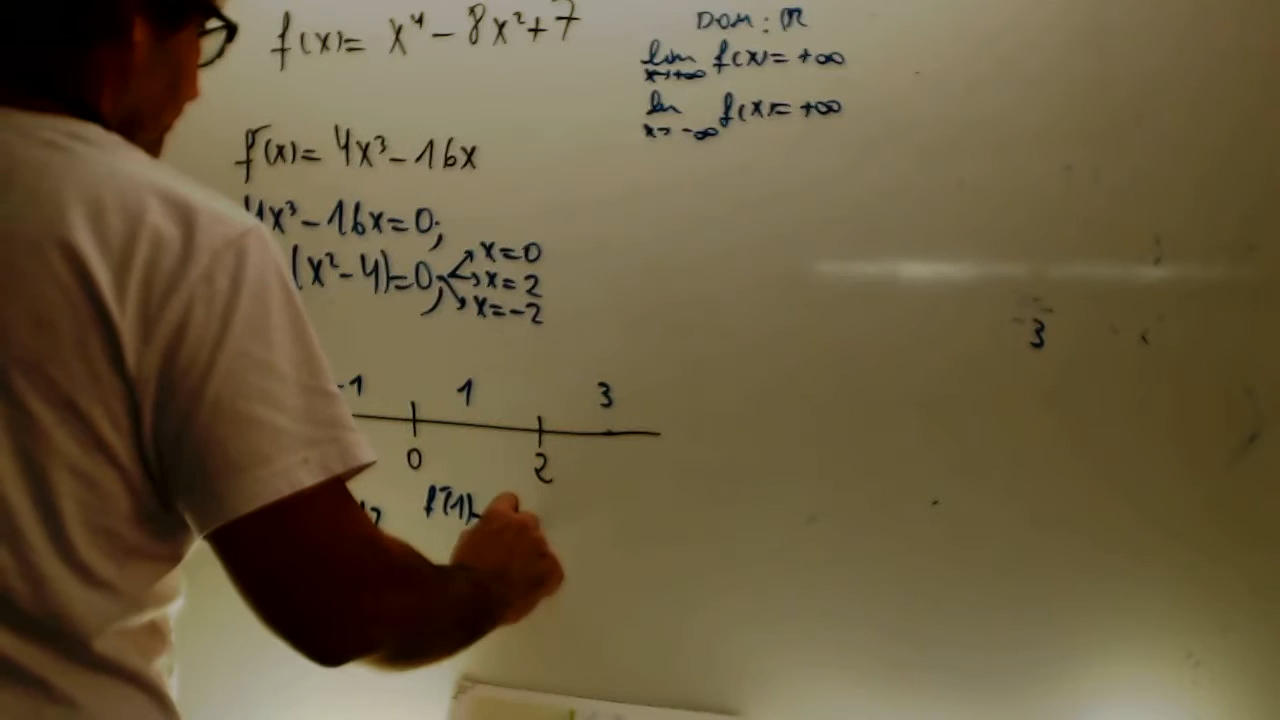 f(x)= x⁴ - 8x² + 7
DOM: ℝ
lim x→+∞ f(x)= +∞
lim x→-∞ f(x)= +∞
f'(x)= 4x³ - 16x
4x³ - 16x = 0;
(x² - 4) = 0;
x = 0
x = 2
x = -2
3
-1 1 3
0 2
f'(1)